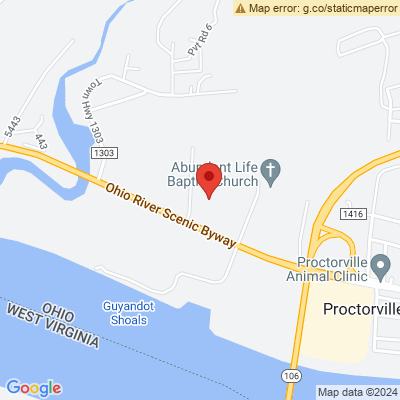 Map error: g.co/staticmaperror
Pvt Rd 6
Town Hwy 1303
5443
443
1303
Abundant Life
Baptist Church
1416
Ohio River Scenic Byway
Proctorville
Animal Clinic
Guyandot
Shoals
Proctorville
OHIO
WEST VIRGINIA
106
Google
Map data ©2024